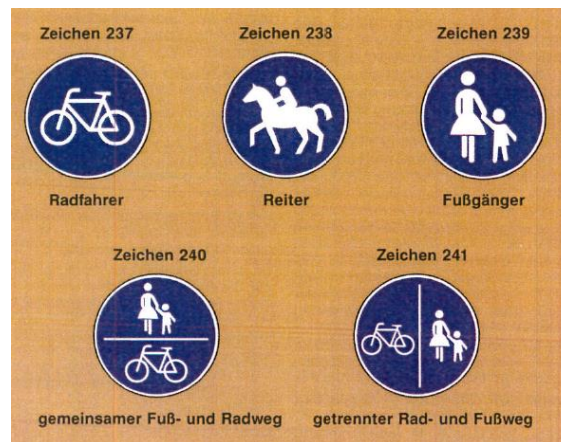 Zeichen 237 Zeichen 238 Zeichen 239
Radfahrer Reiter Fußgänger
Zeichen 240 Zeichen 241
gemeinsamer Fuß- und Radweg getrennter Rad- und Fußweg